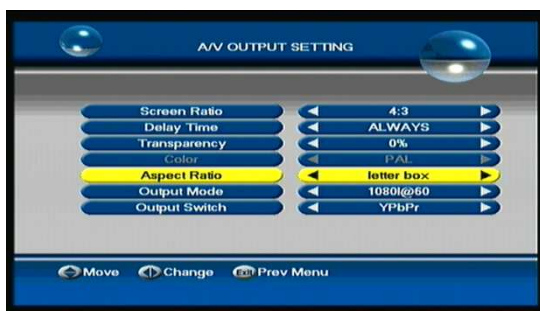 A/V OUTPUT SETTING
Screen Ratio 4:3
Delay Time ALWAYS
Transparency 0%
Color PAL
Aspect Ratio letter box
Output Mode 1080I@60
Output Switch YPbPr
Move Change Exit Prev Menu